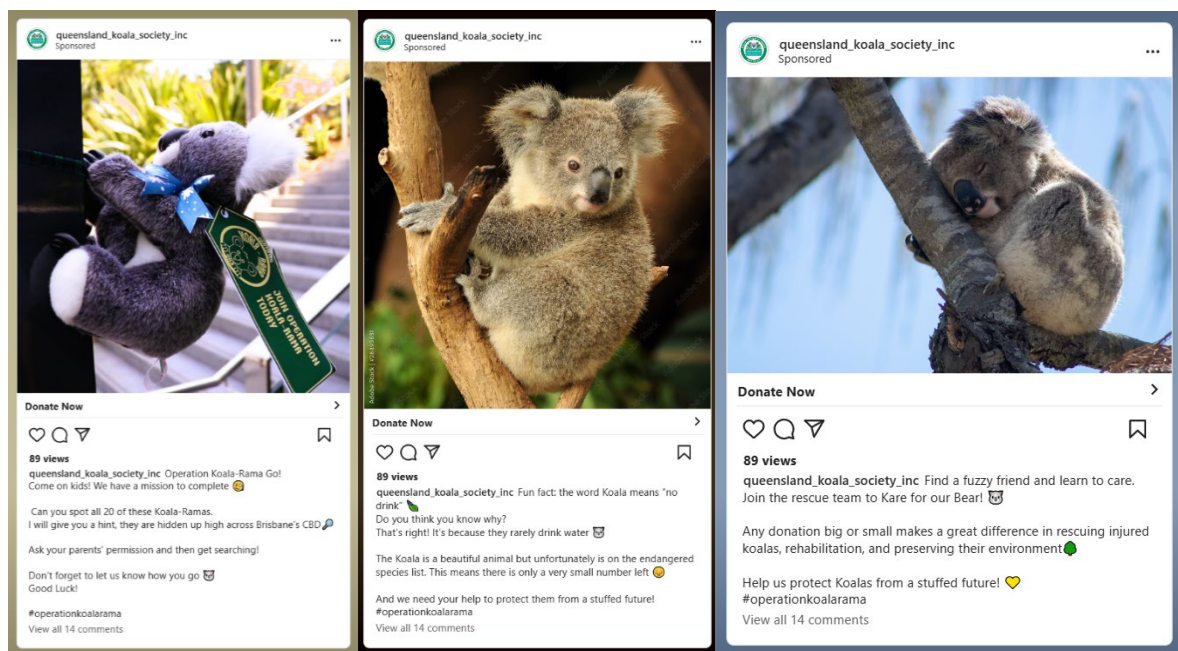 queensland_koala_society_inc
Sponsored
JOIN OPERATION
KOALA-RAMA
TODAY
Donate Now
89 views
queensland_koala_society_inc Operation Koala-Rama Go!
Come on kids! We have a mission to complete
Can you spot all 20 of these Koala-Ramas.
I will give you a hint, they are hidden up high across Brisbane's CBD
Ask your parents' permission and then get searching!
Don't forget to let us know how you go
Good Luck!
#operationkoalarama
View all 14 comments
queensland_koala_society_inc
Sponsored
Adobe Stock
Donate Now
89 views
queensland_koala_society_inc Fun fact: the word Koala means "no
drink"
Do you think you know why?
That's right! It's because they rarely drink water
The Koala is a beautiful animal but unfortunately is on the endangered
species list. This means there is only a very small number left
And we need your help to protect them from a stuffed future!
#operationkoalarama
View all 14 comments
queensland_koala_society_inc
Sponsored
Donate Now
89 views
queensland_koala_society_inc Find a fuzzy friend and learn to care.
Join the rescue team to Kare for our Bear!
Any donation big or small makes a great difference in rescuing injured
koalas, rehabilitation, and preserving their environment
Help us protect Koalas from a stuffed future!
#operationkoalarama
View all 14 comments